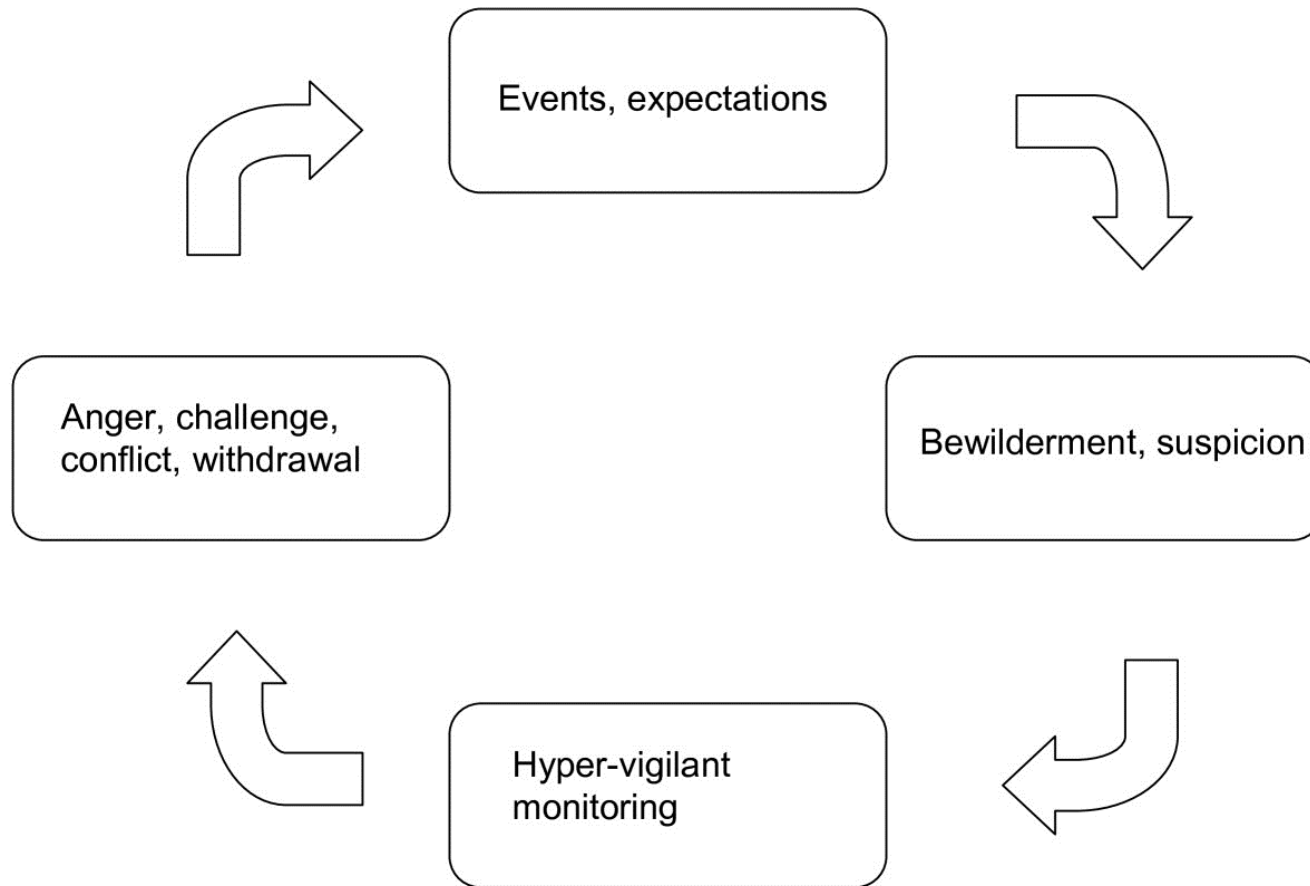 Events, expectations
Bewilderment, suspicion
Hyper-vigilant
monitoring
Anger, challenge,
conflict, withdrawal